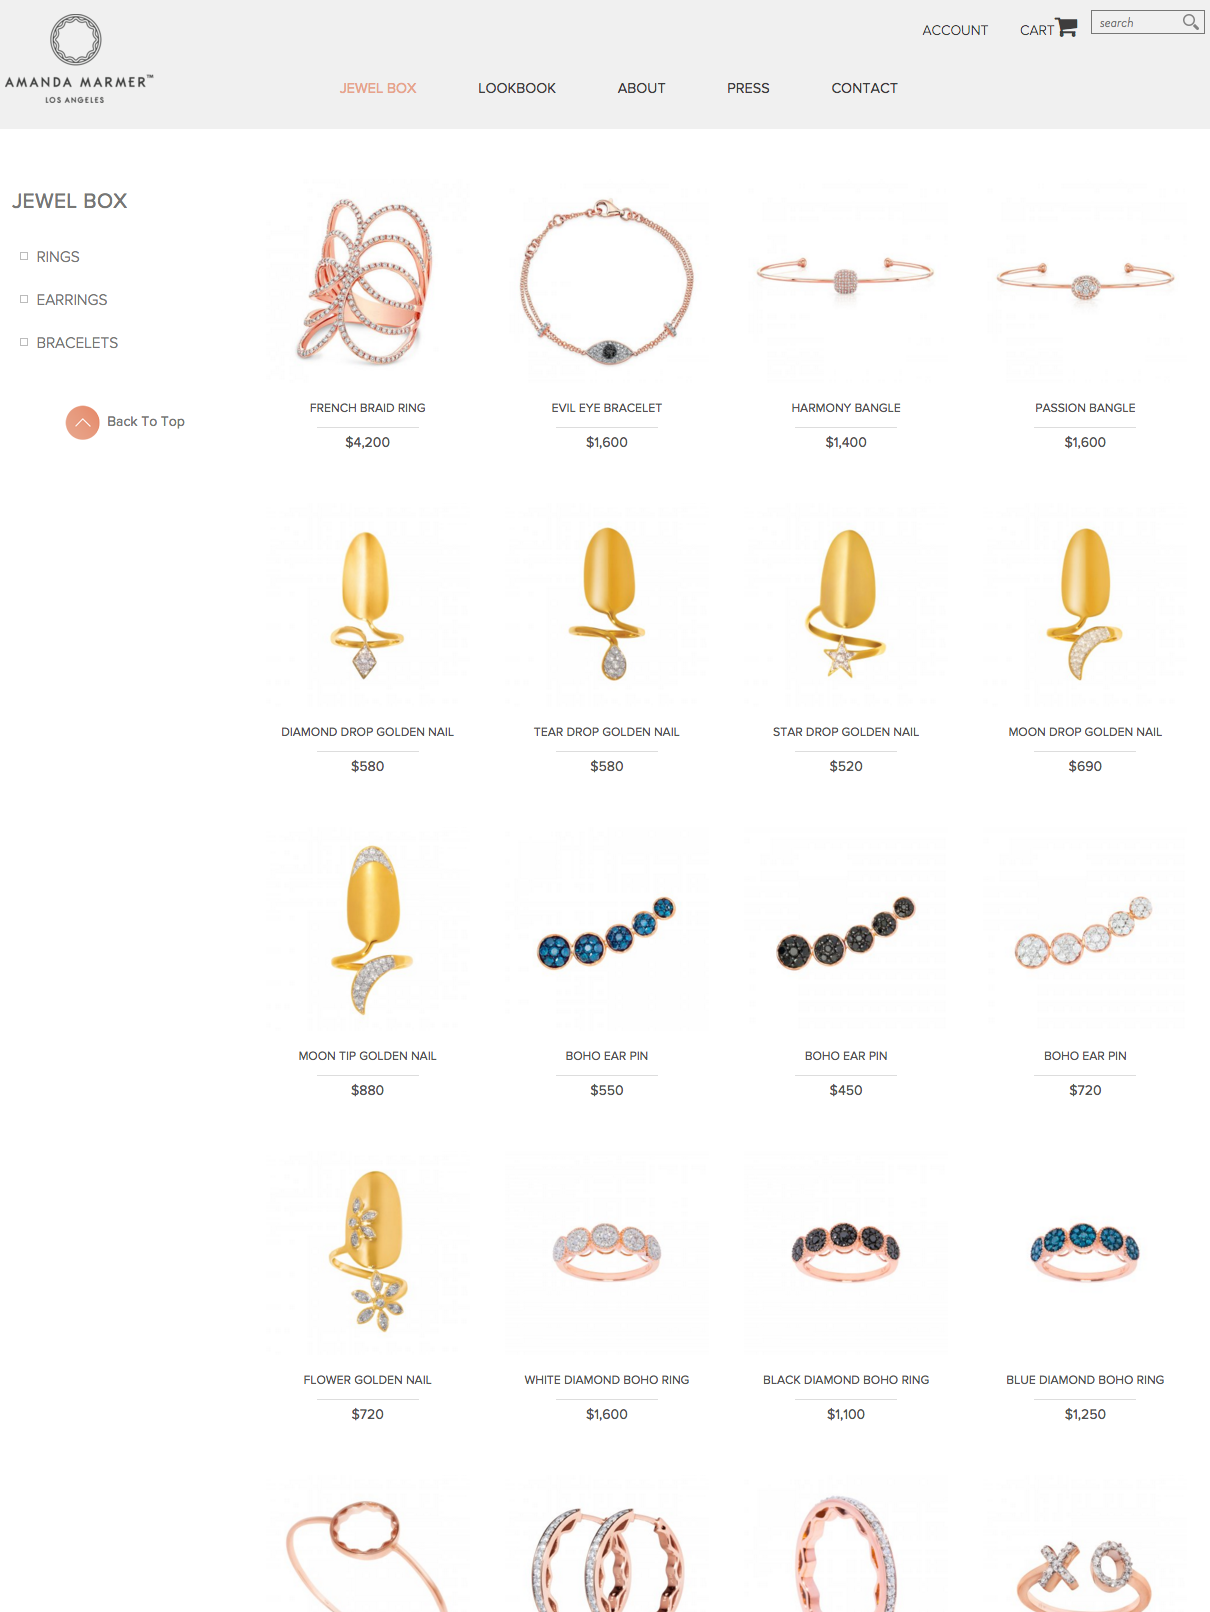 ACCOUNT
CART
search
AMANDA MARMER™
LOS ANGELES
JEWEL BOX
LOOKBOOK
ABOUT
PRESS
CONTACT
JEWEL BOX
RINGS
EARRINGS
BRACELETS
Back To Top
FRENCH BRAID RING
$4,200
EVIL EYE BRACELET
$1,600
HARMONY BANGLE
$1,400
PASSION BANGLE
$1,600
DIAMOND DROP GOLDEN NAIL
$580
TEAR DROP GOLDEN NAIL
$580
STAR DROP GOLDEN NAIL
$520
MOON DROP GOLDEN NAIL
$690
MOON TIP GOLDEN NAIL
$880
BOHO EAR PIN
$550
BOHO EAR PIN
$450
BOHO EAR PIN
$720
FLOWER GOLDEN NAIL
$720
WHITE DIAMOND BOHO RING
$1,600
BLACK DIAMOND BOHO RING
$1,100
BLUE DIAMOND BOHO RING
$1,250
XO